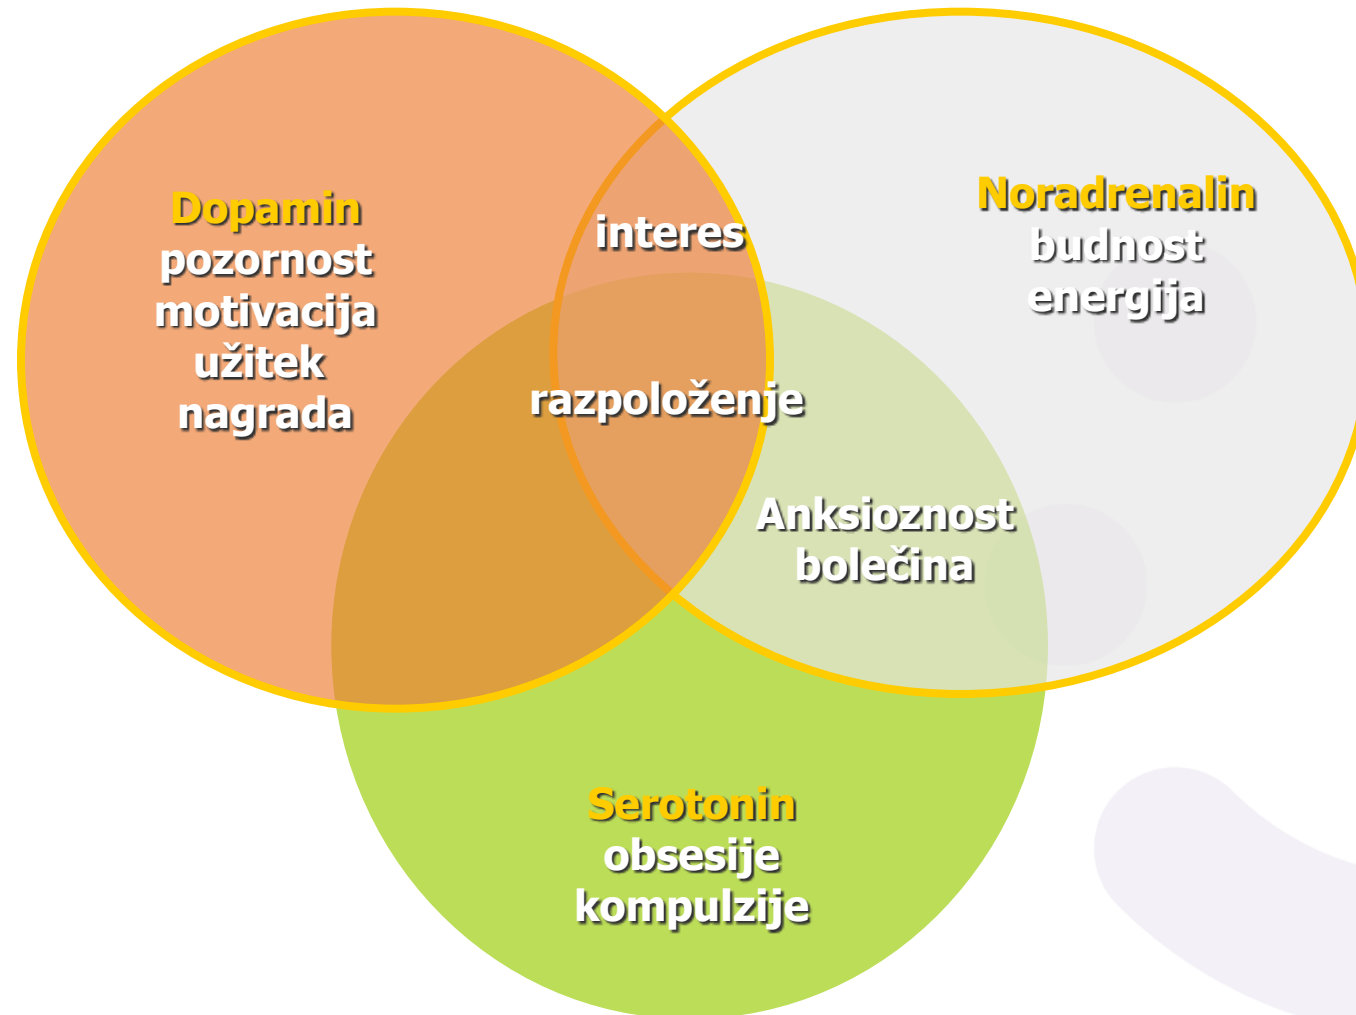 Dopamin
pozornost
motivacija
užitek
nagrada
interes
razpoloženje
Noradrenalin
budnost
energija
Anksioznost
bolečina
Serotonin
obsesije
kompulzije